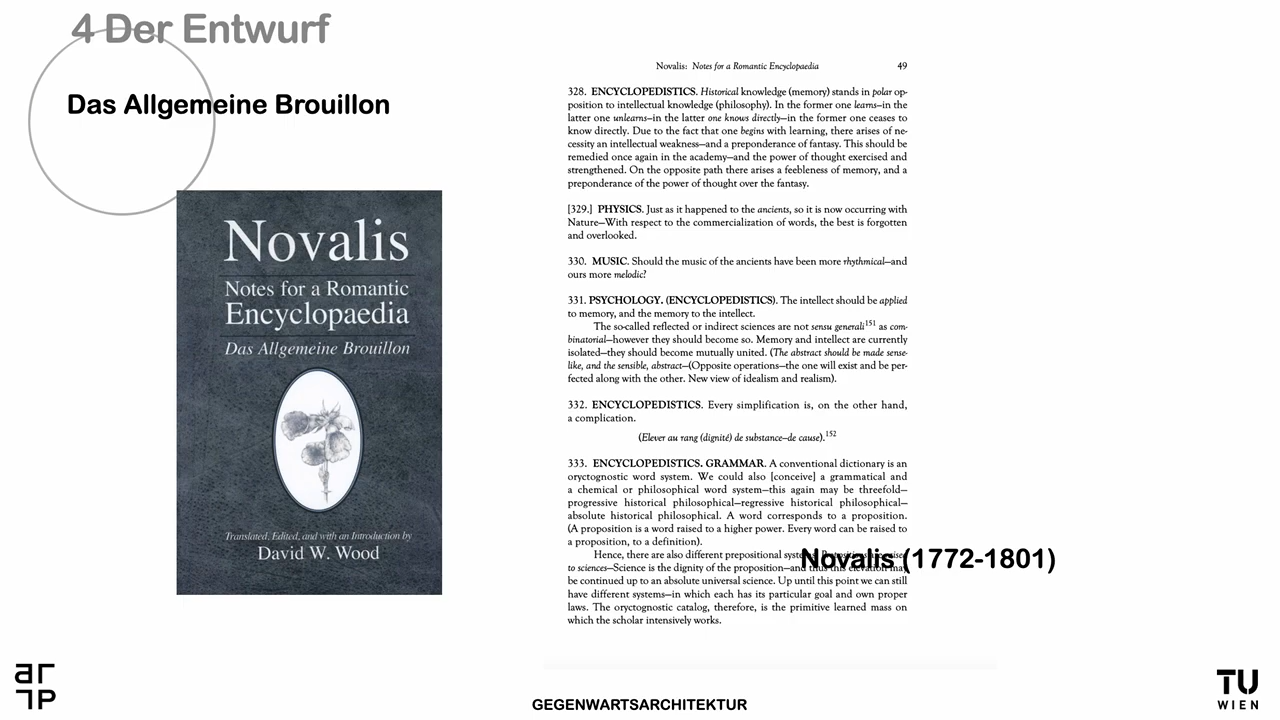 4 Der Entwurf
Das Allgemeine Brouillon
Novalis
Notes for a Romantic
Encyclopaedia
Das Allgemeine Brouillon
Translated, Edited, and with an Introduction by
David W. Wood
Novalis: Notes for a Romantic Encyclopaedia 49
328. ENCYCLOPEDISTICS. Historical knowledge (memory) stands in polar op-
position to intellectual knowledge (philosophy). In the former one learns—in the
latter one unlearns—in the latter one knows directly—in the former one ceases to
know directly. Due to the fact that one begins with learning, there arises of ne-
cessity an intellectual weakness—and a preponderance of fantasy. This should be
remedied once again in the academy—and the power of thought exercised and
strengthened. On the opposite path there arises a feebleness of memory, and a
preponderance of the power of thought over the fantasy.
[329.] PHYSICS. Just as it happened to the ancients, so it is now occurring with
Nature—With respect to the commercialization of words, the best is forgotten
and overlooked.
330. MUSIC. Should the music of the ancients have been more rhythmical—and
ours more melodic?
331. PSYCHOLOGY. (ENCYCLOPEDISTICS). The intellect should be applied
to memory, and the memory to the intellect.
The so-called reflected or indirect sciences are not sensu generali151 as com-
binatorial—however they should become so. Memory and intellect are currently
isolated—they should become mutually united. (The abstract should be made sense-
like, and the sensible, abstract—(Opposite operations—the one will exist and be per-
fected along with the other. New view of idealism and realism).
332. ENCYCLOPEDISTICS. Every simplification is, on the other hand,
a complication.
(Elever au rang (dignité) de substance–de cause).152
333. ENCYCLOPEDISTICS. GRAMMAR. A conventional dictionary is an
oryctognostic word system. We could also [conceive] a grammatical and
a chemical or philosophical word system—this again may be threefold—
progressive historical philosophical—regressive historical philosophical—
absolute historical philosophical. A word corresponds to a proposition.
(A proposition is a word raised to a higher power. Every word can be raised to
a proposition, to a definition).
Hence, there are also different prepositional
to sciences—Science is the dignity of the proposition—and
be continued up to an absolute universal science. Up until this point we can still
have different systems—in which each has its particular goal and own proper
laws. The oryctognostic catalog, therefore, is the primitive learned mass on
which the scholar intensively works.
Novalis (1772-1801)
GEGENWARTSARCHITEKTUR
TU
WIEN